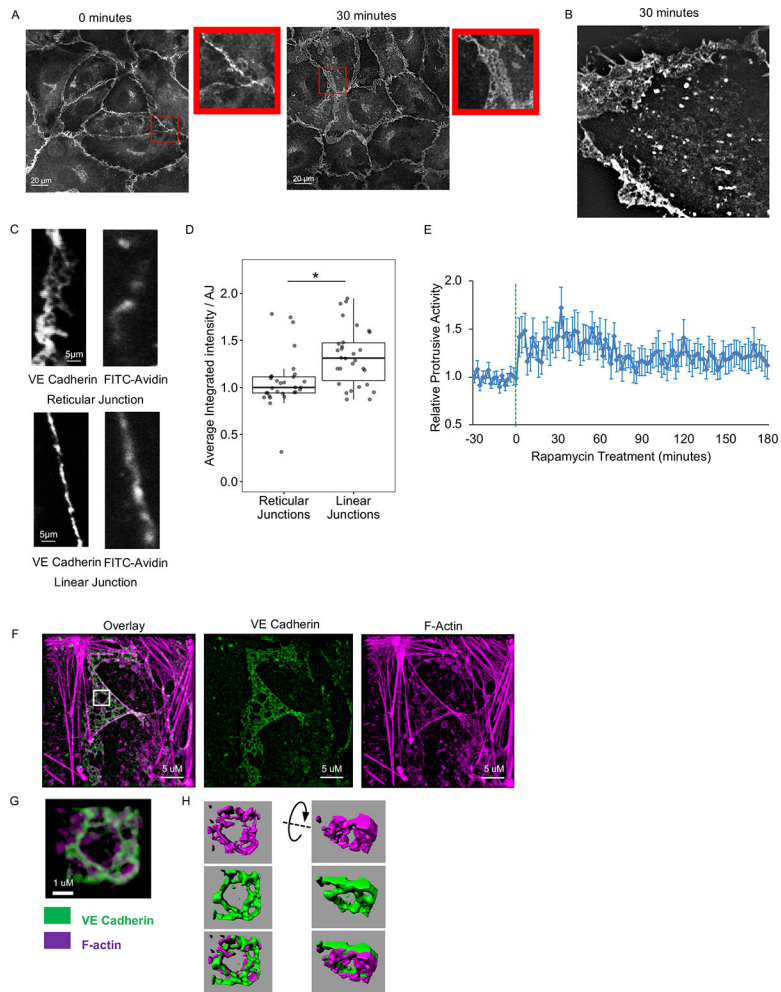 A
0 minutes
30 minutes
B
30 minutes
20 µm
20 µm
C
VE Cadherin
FITC-Avidin
5µm
Reticular Junction
5µm
VE Cadherin
FITC-Avidin
Linear Junction
D
Average Integrated intensity / AJ
2.0
1.5
1.0
0.5
0.0
*
Reticular
Junctions
Linear
Junctions
E
Relative Protrusive Activity
2.0
1.5
1.0
0.5
-30 0 30 60 90 120 150 180
Rapamycin Treatment (minutes)
F
Overlay
VE Cadherin
F-Actin
5 uM
5 uM
5 uM
G
1 uM
VE Cadherin
F-actin
H